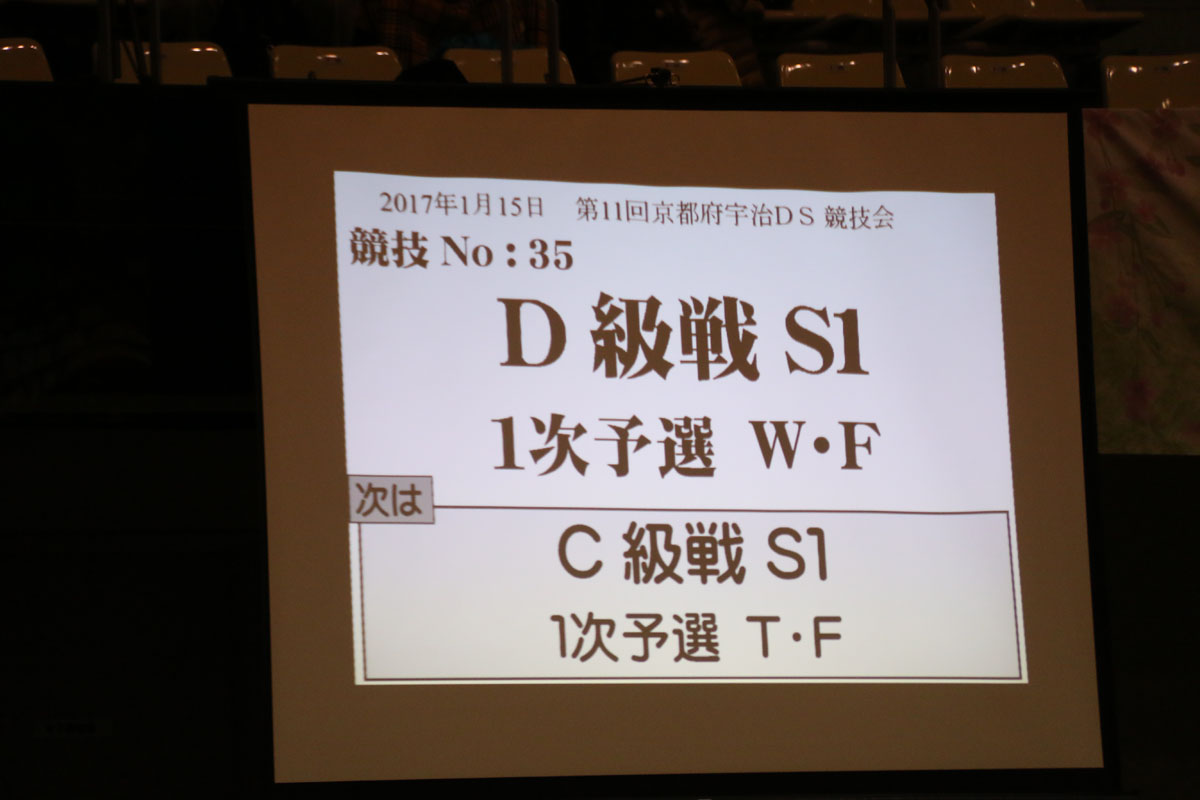 2017年1月15日 第11回京都府宇治DS 競技会
競技 No : 35
D 級戦 S1
1次予選 W・F
次は
C 級戦 S1
1次予選 T・F